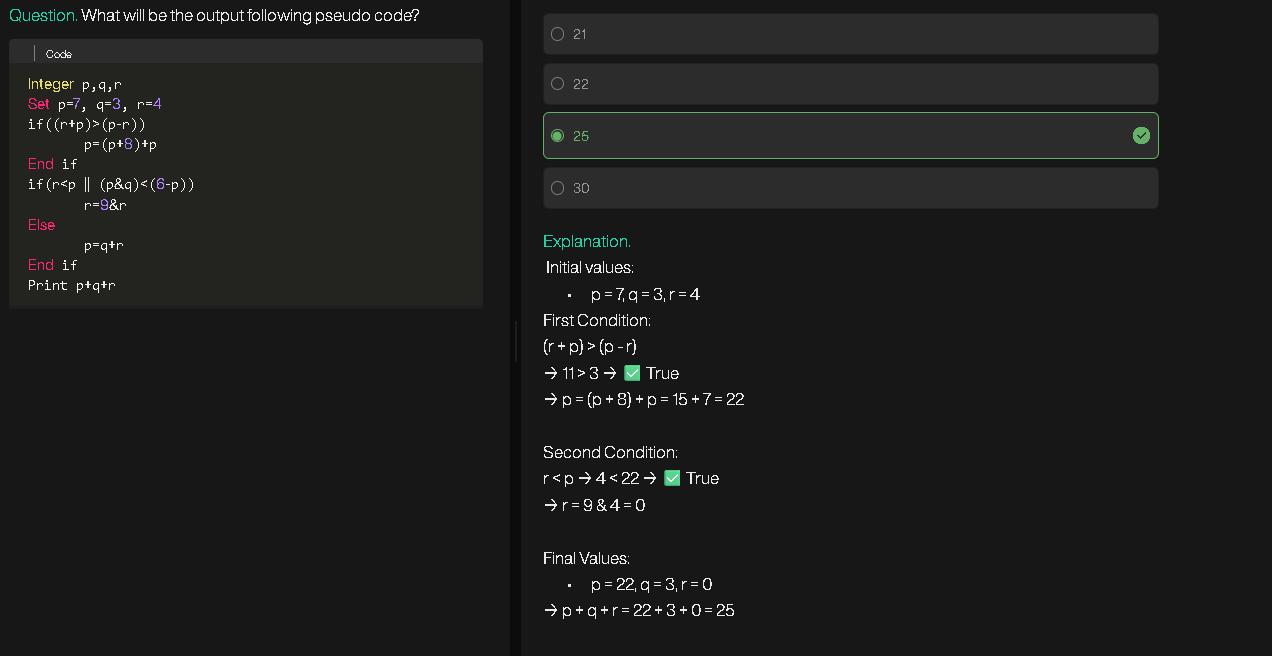 Question. What will be the output following pseudo code?
Code
Integer p,q,r
Set p=7, q=3, r=4
if((r+p)>(p-r))
p=(p+8)+p
End if
if(r<p || (p&q)<(6-p))
r=9&r
Else
p=q+r
End if
Print p+q+r
21
22
25
30
Explanation.
Initial values:
• p = 7, q = 3, r = 4
First Condition:
(r + p) > (p - r)
→ 11 > 3 → ✅ True
→ p = (p + 8) + p = 15 + 7 = 22
Second Condition:
r < p → 4 < 22 → ✅ True
→ r = 9 & 4 = 0
Final Values:
• p = 22, q = 3, r = 0
→ p + q + r = 22 + 3 + 0 = 25